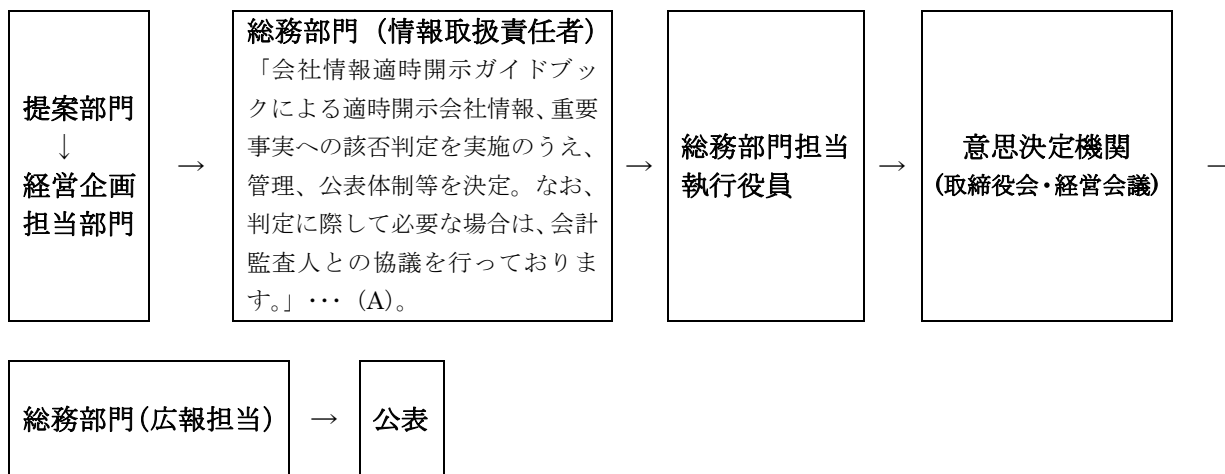 提案部門
↓
経営企画
担当部門
→
総務部門（情報取扱責任者）
「会社情報適時開示ガイドブッ
クによる適時開示会社情報、重要
事実への該否判定を実施のうえ、
管理、公表体制等を決定。なお、
判定に際して必要な場合は、会計
監査人との協議を行っておりま
す。」･･･（A）。
→
総務部門担当
執行役員
→
意思決定機関
(取締役会・経営会議)
→
総務部門（広報担当）
→
公表